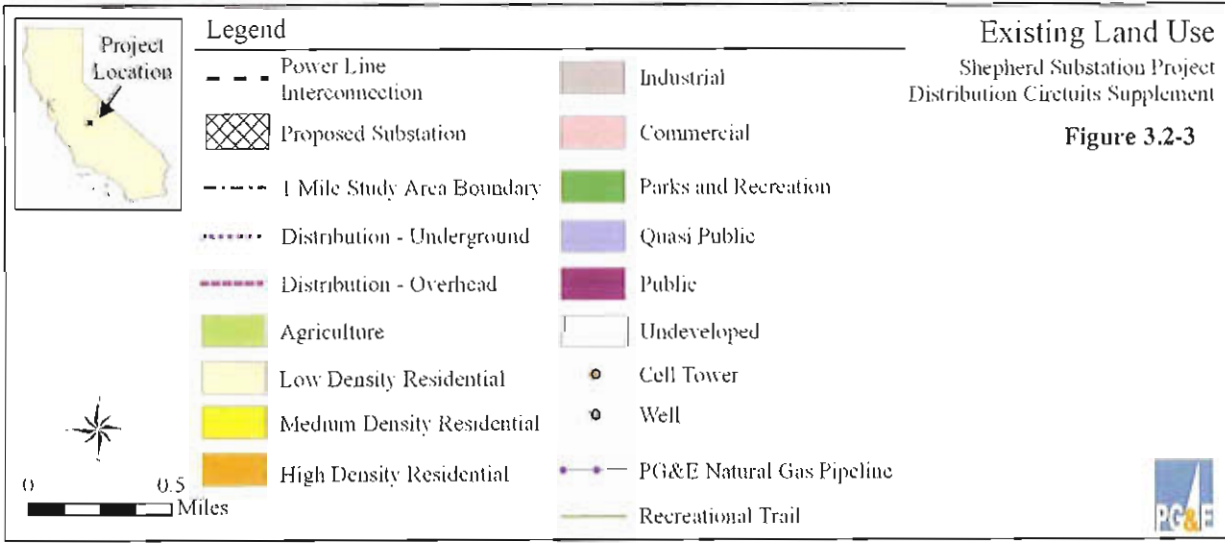 Project
Location
Legend
Power Line
Interconnection
Proposed Substation
1 Mile Study Area Boundary
Distribution - Underground
Distribution - Overhead
Agriculture
Low Density Residential
Medium Density Residential
High Density Residential
Industrial
Commercial
Parks and Recreation
Quasi Public
Public
Undeveloped
Cell Tower
Well
PG&E Natural Gas Pipeline
Recreational Trail
Existing Land Use
Shepherd Substation Project
Distribution Circtuits Supplement
Figure 3.2-3
0 0.5
Miles
PG&E